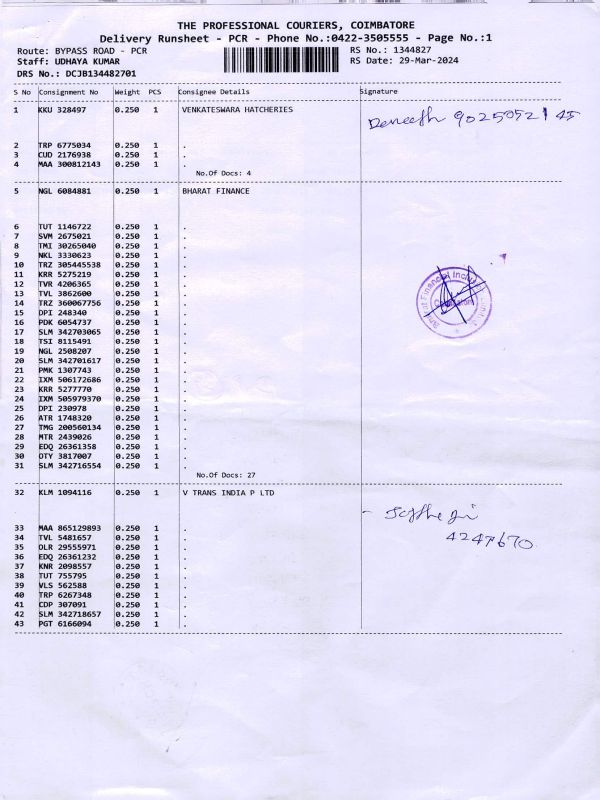 THE PROFESSIONAL COURIERS, COIMBATORE
Delivery Runsheet - PCR - Phone No.:0422-3505555 - Page No.:1
Route: BYPASS ROAD - PCR
RS No.: 1344827
Staff: UDHAYA KUMAR
RS Date: 29-Mar-2024
DRS No.: DCJB134482701
S No Consignment No Weight PCS Consignee Details Signature
1 KKU 328497 0.250 1 VENKATESWARA HATCHERIES
2 TRP 6775034 0.250 1 .
3 CUD 2176938 0.250 1 .
4 MAA 300812143 0.250 1 .
No.Of Docs: 4
5 NGL 6084881 0.250 1 BHARAT FINANCE
6 TUT 1146722 0.250 1 .
7 SVM 2675021 0.250 1 .
8 TMI 30265040 0.250 1 .
9 NKL 3330623 0.250 1 .
10 TRZ 305445538 0.250 1 .
11 KRR 5275219 0.250 1 .
12 TVR 4206365 0.250 1 .
13 TVL 3862600 0.250 1 .
14 TRZ 360067756 0.250 1 .
15 DPI 248340 0.250 1 .
16 PDK 6054737 0.250 1 .
17 SLM 342703065 0.250 1 .
18 TSI 8115491 0.250 1 .
19 NGL 2508207 0.250 1 .
20 SLM 342701617 0.250 1 .
21 PMK 1307743 0.250 1 .
22 IXM 506172686 0.250 1 .
23 KRR 5277770 0.250 1 .
24 IXM 505979370 0.250 1 .
25 DPI 230978 0.250 1 .
26 ATR 1748320 0.250 1 .
27 TMG 200560134 0.250 1 .
28 MTR 2439026 0.250 1 .
29 EDQ 26361358 0.250 1 .
30 OTY 3817007 0.250 1 .
31 SLM 342716554 0.250 1 .
No.Of Docs: 27
32 KLM 1094116 0.250 1 V TRANS INDIA P LTD
4247670
33 MAA 865129893 0.250 1 .
34 TVL 5481657 0.250 1 .
35 DLR 29555971 0.250 1 .
36 EDQ 26361232 0.250 1 .
37 KNR 2098557 0.250 1 .
38 TUT 755795 0.250 1 .
39 VLS 562588 0.250 1 .
40 TRP 6267348 0.250 1 .
41 CDP 307091 0.250 1 .
42 SLM 342718657 0.250 1 .
43 PGT 6166094 0.250 1 .